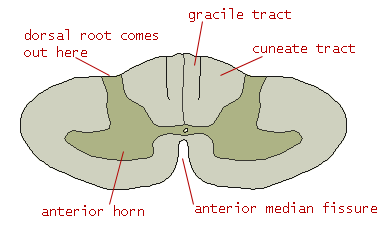 gracile tract
dorsal root comes
out here
cuneate tract
anterior horn
anterior median fissure